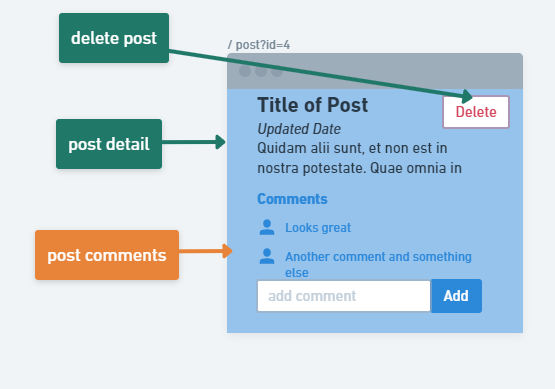 delete post
/ post?id=4
Title of Post
Delete
Updated Date
post detail
Quidam alii sunt, et non est in
nostra potestate. Quae omnia in
Comments
Looks great
post comments
Another comment and something
else
add comment
Add